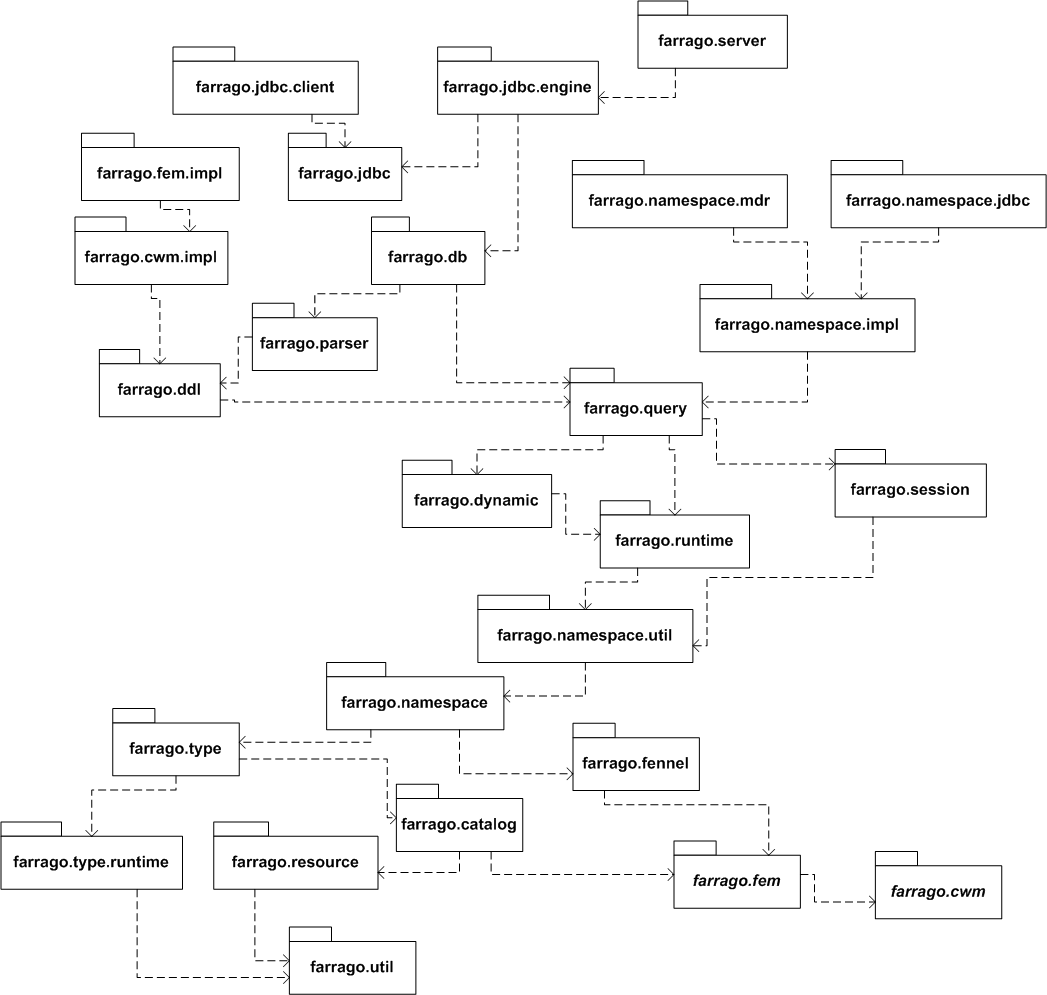 farrago.server
farrago.jdbc.client
farrago.jdbc.engine
farrago.fem.impl
farrago.jdbc
farrago.namespace.mdr
farrago.namespace.jdbc
farrago.cwm.impl
farrago.db
farrago.namespace.impl
farrago.parser
farrago.ddl
farrago.query
farrago.session
farrago.dynamic
farrago.runtime
farrago.namespace.util
farrago.namespace
farrago.type
farrago.fennel
farrago.catalog
farrago.type.runtime
farrago.resource
farrago.fem
farrago.cwm
farrago.util